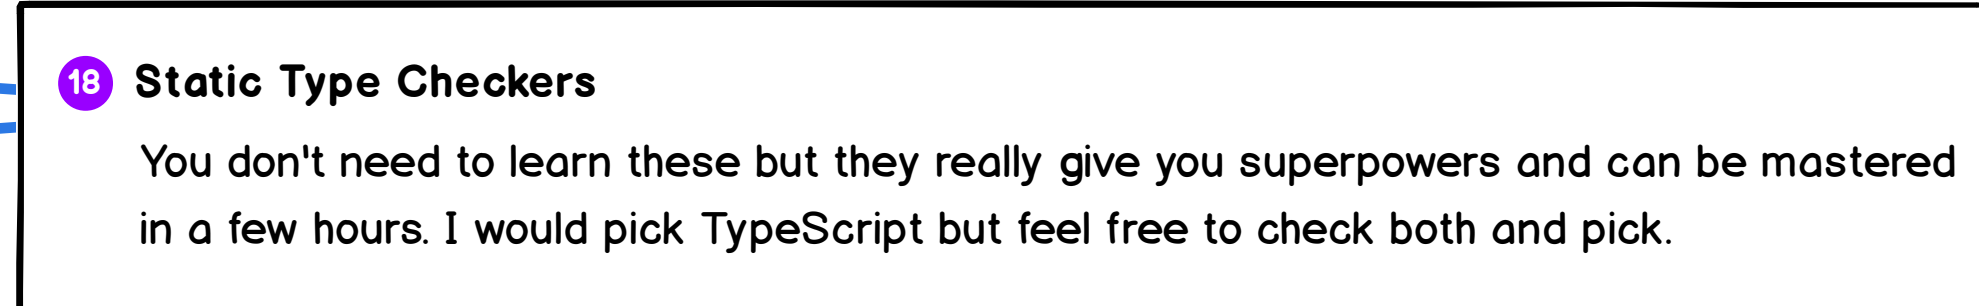 18 Static Type Checkers
You don't need to learn these but they really give you superpowers and can be mastered
in a few hours. I would pick TypeScript but feel free to check both and pick.